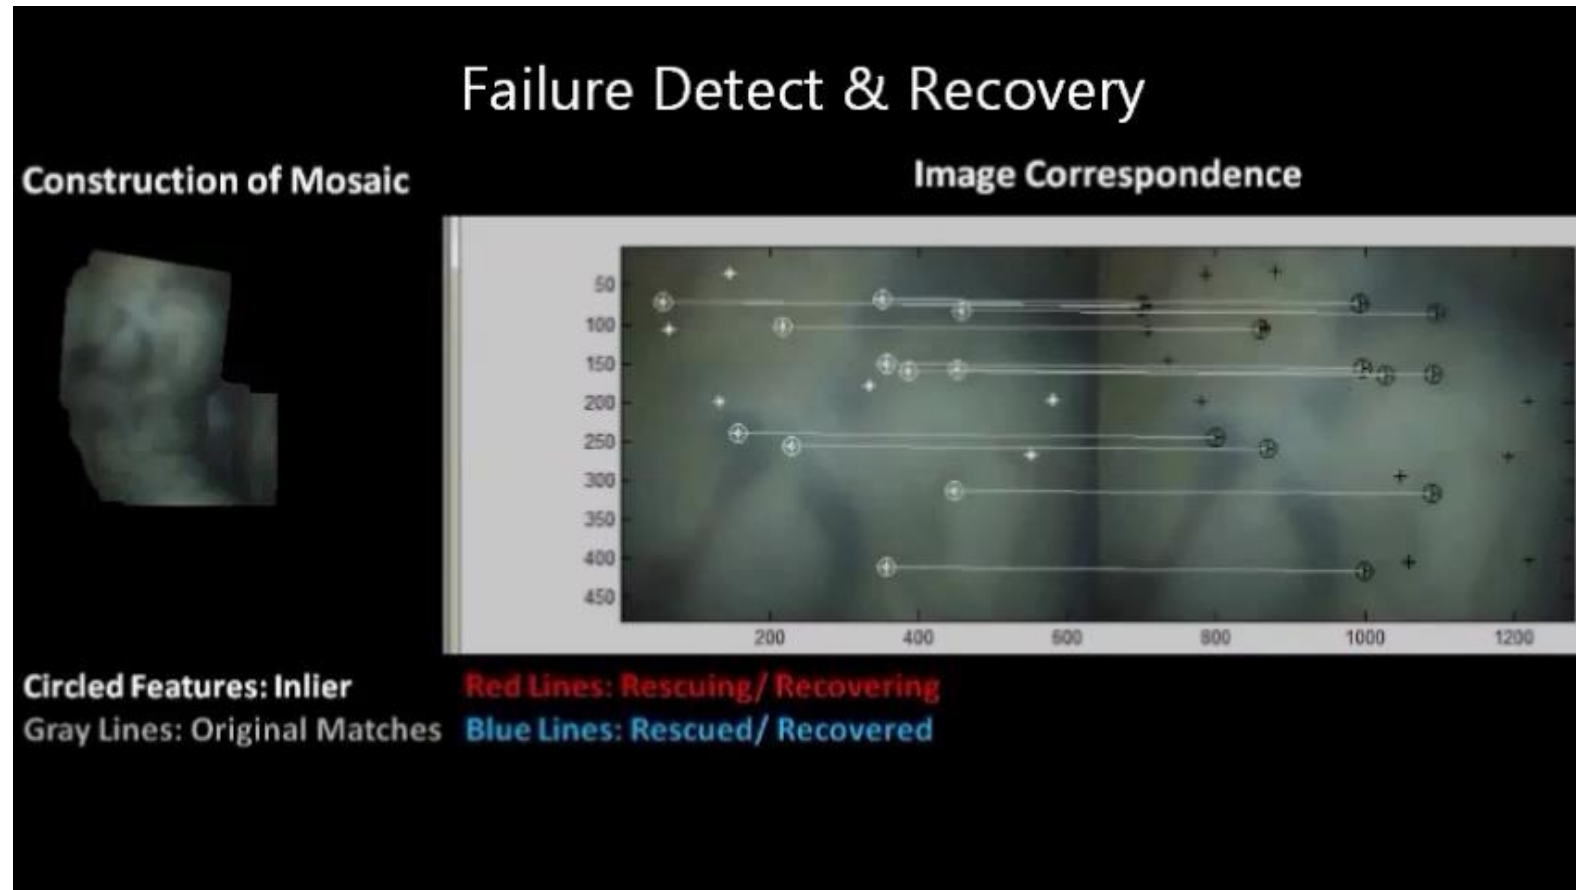 Failure Detect & Recovery
Construction of Mosaic
Image Correspondence
50
100
150
200
250
300
350
400
450
200 400 600 800 1000 1200
Circled Features: Inlier
Red Lines: Rescuing/ Recovering
Gray Lines: Original Matches
Blue Lines: Rescued/ Recovered